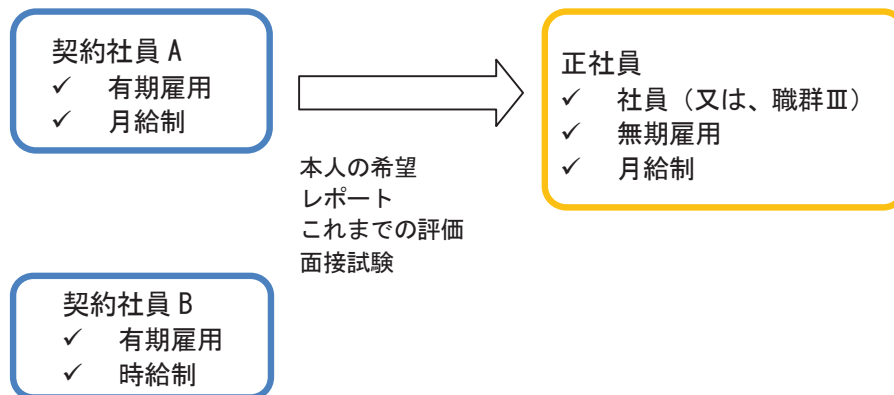 契約社員 A
✓ 有期雇用
✓ 月給制
正社員
✓ 社員（又は、職群Ⅲ）
✓ 無期雇用
✓ 月給制
本人の希望
レポート
これまでの評価
面接試験
契約社員 B
✓ 有期雇用
✓ 時給制